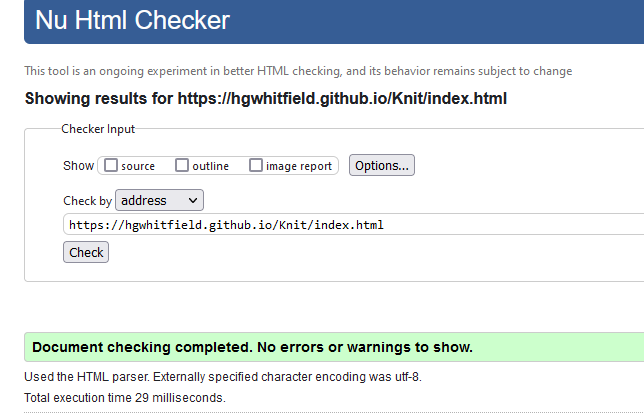 Nu Html Checker
This tool is an ongoing experiment in better HTML checking, and its behavior remains subject to change
Showing results for https://hgwhitfield.github.io/Knit/index.html
Checker Input
Show source outline image report Options...
Check by address
https://hgwhitfield.github.io/Knit/index.html
Check
Document checking completed. No errors or warnings to show.
Used the HTML parser. Externally specified character encoding was utf-8.
Total execution time 29 milliseconds.